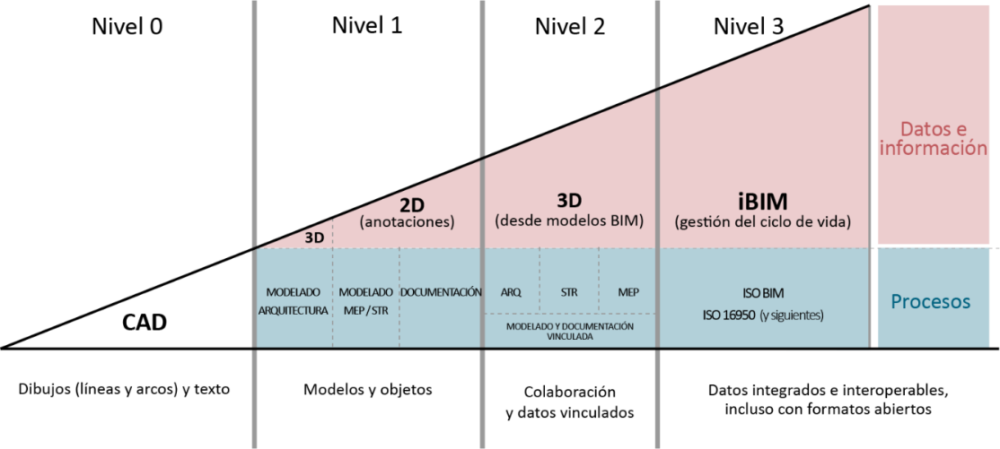 Nivel 0
Nivel 1
Nivel 2
Nivel 3
Datos e
información
2D
(anotaciones)
3D
3D
(desde modelos BIM)
iBIM
(gestión del ciclo de vida)
CAD
MODELADO
ARQUITECTURA
MODELADO
MEP / STR
DOCUMENTACIÓN
ARQ
STR
MEP
MODELADO Y DOCUMENTACIÓN
VINCULADA
ISO BIM
ISO 16950 (y siguientes)
Procesos
Dibujos (líneas y arcos) y texto
Modelos y objetos
Colaboración
y datos vinculados
Datos integrados e interoperables,
incluso con formatos abiertos